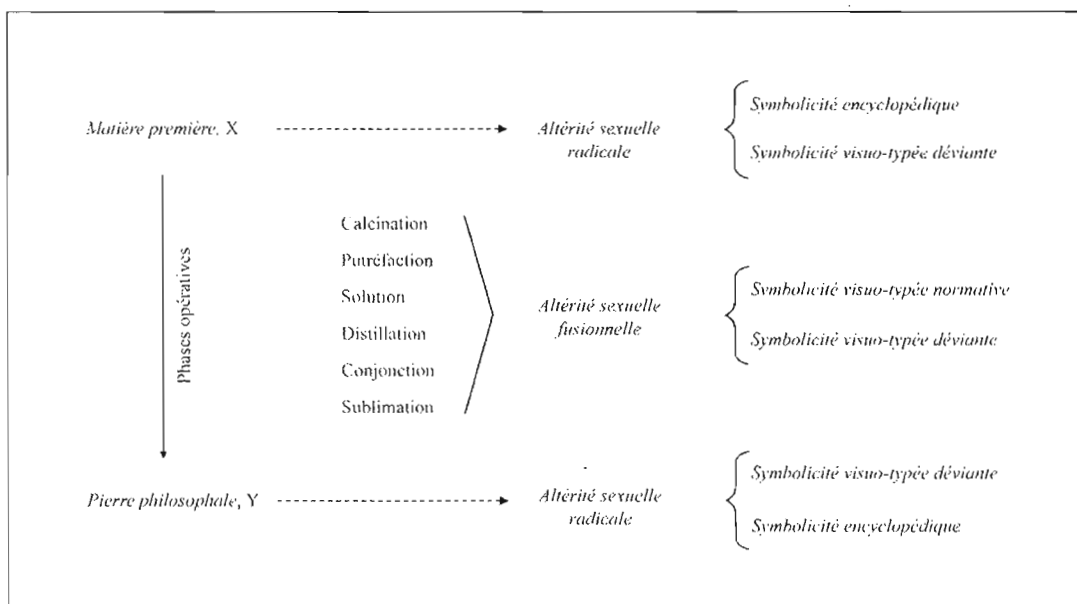 Matière première, X
Altérité sexuelle
radicale
Symbolicité encyclopédique
Symbolicité visuo-typée déviante
Phases opératives
Calcination
Putréfaction
Solution
Distillation
Conjonction
Sublimation
Altérité sexuelle
fusionnelle
Symbolicité visuo-typée normative
Symbolicité visuo-typée déviante
Pierre philosophale, Y
Altérité sexuelle
radicale
Symbolicité visuo-typée déviante
Symbolicité encyclopédique